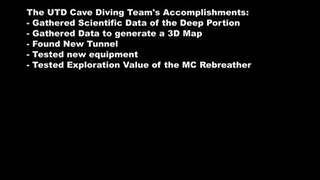 The UTD Cave Diving Team's Accomplishments:
- Gathered Scientific Data of the Deep Portion
- Gathered Data to generate a 3D Map
- Found New Tunnel
- Tested new equipment
- Tested Exploration Value of the MC Rebreather